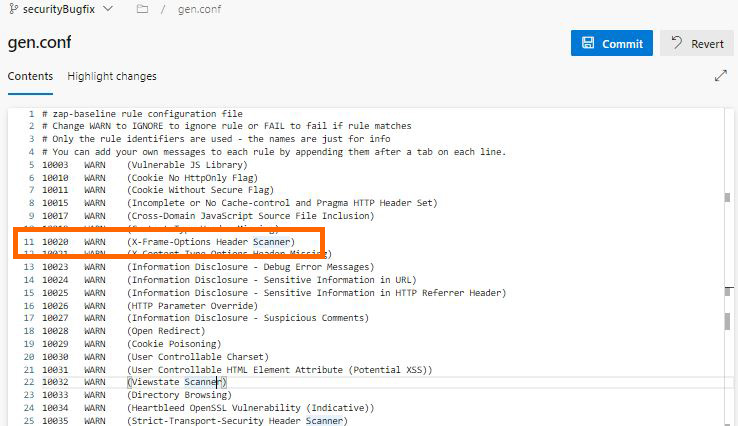 securityBugfix / gen.conf
gen.conf
Commit Revert
Contents Highlight changes
1 # zap-baseline rule configuration file
2 # Change WARN to IGNORE to ignore rule or FAIL to fail if rule matches
3 # Only the rule identifiers are used - the names are just for info
4 # You can add your own messages to each rule by appending them after a tab on each line.
5 10003 WARN (Vulnerable JS Library)
6 10010 WARN (Cookie No HttpOnly Flag)
7 10011 WARN (Cookie Without Secure Flag)
8 10015 WARN (Incomplete or No Cache-control and Pragma HTTP Header Set)
9 10017 WARN (Cross-Domain JavaScript Source File Inclusion)
11 10020 WARN (X-Frame-Options Header Scanner)
12 10021 WARN (X-Content-Type-Options Header Missing)
13 10023 WARN (Information Disclosure - Debug Error Messages)
14 10024 WARN (Information Disclosure - Sensitive Information in URL)
15 10025 WARN (Information Disclosure - Sensitive Information in HTTP Referrer Header)
16 10026 WARN (HTTP Parameter Override)
17 10027 WARN (Information Disclosure - Suspicious Comments)
18 10028 WARN (Open Redirect)
19 10029 WARN (Cookie Poisoning)
20 10030 WARN (User Controllable Charset)
21 10031 WARN (User Controllable HTML Element Attribute (Potential XSS))
22 10032 WARN (Viewstate Scanner)
23 10033 WARN (Directory Browsing)
24 10034 WARN (Heartbleed OpenSSL Vulnerability (Indicative))
25 10035 WARN (Strict-Transport-Security Header Scanner)